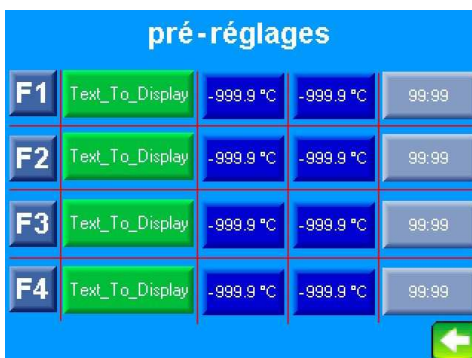 pré-réglages
F1 Text_To_Display -999.9 °C -999.9 °C 99:99
F2 Text_To_Display -999.9 °C -999.9 °C 99:99
F3 Text_To_Display -999.9 °C -999.9 °C 99:99
F4 Text_To_Display -999.9 °C -999.9 °C 99:99